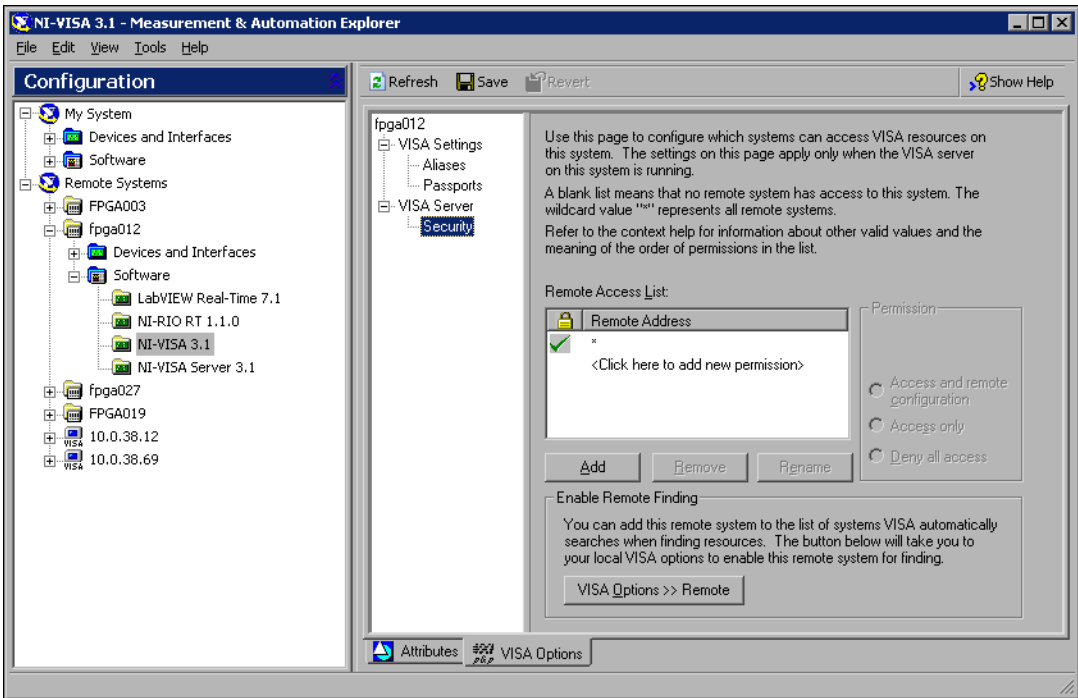 NI-VISA 3.1 - Measurement & Automation Explorer
File Edit View Tools Help
Configuration
My System
Devices and Interfaces
Software
Remote Systems
FPGA003
fpga012
Devices and Interfaces
Software
LabVIEW Real-Time 7.1
NI-RIO RT 1.1.0
NI-VISA 3.1
NI-VISA Server 3.1
fpga027
FPGA019
VISA 10.0.38.12
VISA 10.0.38.69
Refresh Save Revert Show Help
fpga012
VISA Settings
Aliases
Passports
VISA Server
Security
Use this page to configure which systems can access VISA resources on
this system. The settings on this page apply only when the VISA server
on this system is running.
A blank list means that no remote system has access to this system. The
wildcard value "*" represents all remote systems.
Refer to the context help for information about other valid values and the
meaning of the order of permissions in the list.
Remote Access List:
Remote Address
*
<Click here to add new permission>
Permission
Access and remote
configuration
Access only
Deny all access
Add Remove Rename
Enable Remote Finding
You can add this remote system to the list of systems VISA automatically
searches when finding resources. The button below will take you to
your local VISA options to enable this remote system for finding.
VISA Options >> Remote
Attributes VISA Options